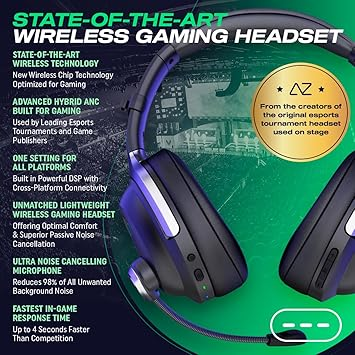 STATE-OF-THE-ART
WIRELESS GAMING HEADSET
STATE-OF-THE-ART
WIRELESS TECHNOLOGY
New Wireless Chip Technology
Optimized for Gaming
ADVANCED HYBRID ANC
BUILT FOR GAMING
Used by Leading Esports
Tournaments and Game
Publishers
ONE SETTING FOR
ALL PLATFORMS
Built in Powerful DSP with
Cross-Platform Connectivity
UNMATCHED LIGHTWEIGHT
WIRELESS GAMING HEADSET
Offering Optimal Comfort
& Superior Passive Noise
Cancellation
ULTRA NOISE CANCELLING
MICROPHONE
Reduces 98% of All Unwanted
Background Noise
FASTEST IN-GAME
RESPONSE TIME
Up to 4 Seconds Faster
Than Competition
AZ
From the creators of
the original esports
tournament headset
used on stage